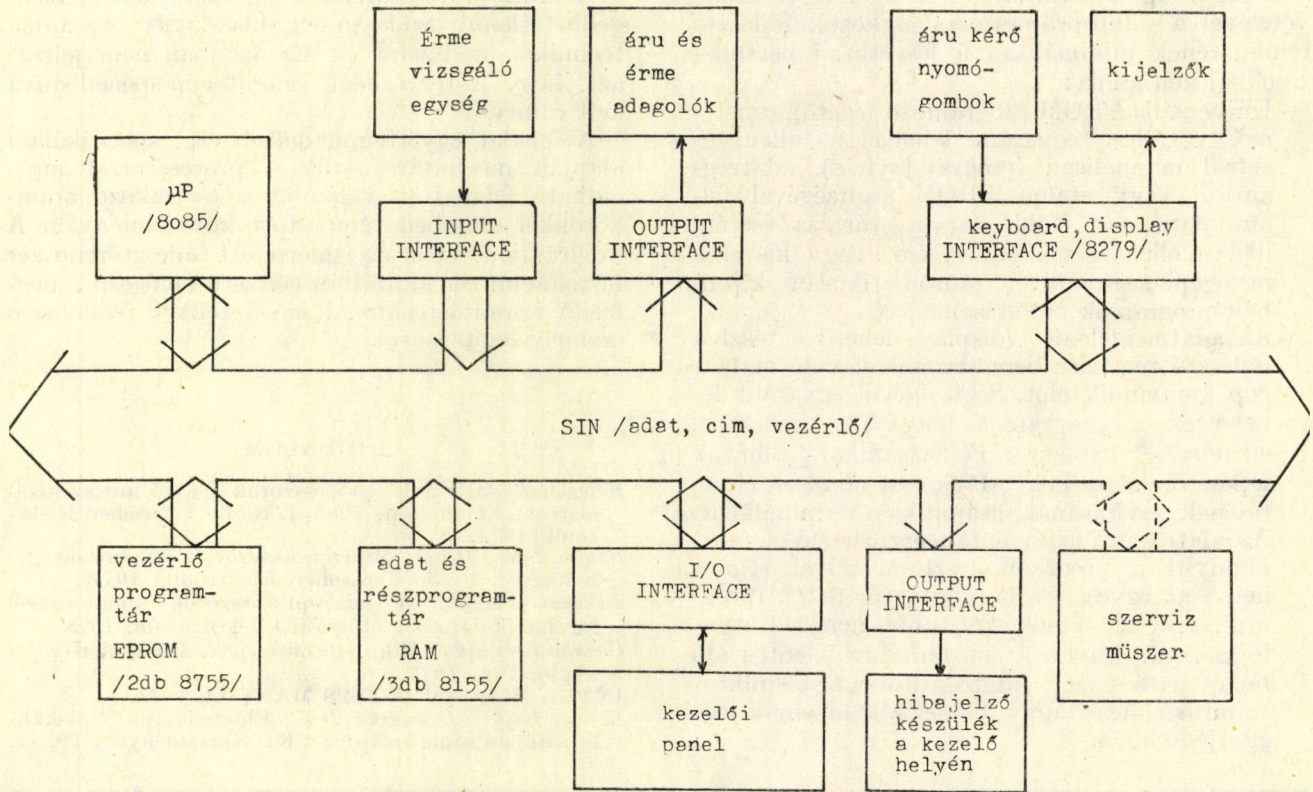 érme
vizsgáló
egység
áru és
érme
adagolók
áru kérő
nyomó-
gombok
kijelzők
µP
/8o85/
INPUT
INTERFACE
OUTPUT
INTERFACE
keyboard,display
INTERFACE /8279/
SIN /adat, cim, vezérlő/
vezérlő
program-
tár
EPROM
/2db 8755/
adat és
részprogram-
tár
RAM
/3db 8155/
I/O
INTERFACE
OUTPUT
INTERFACE
szerviz
müszer
kezelői
panel
hibajelző
készülék
a kezelő
helyén